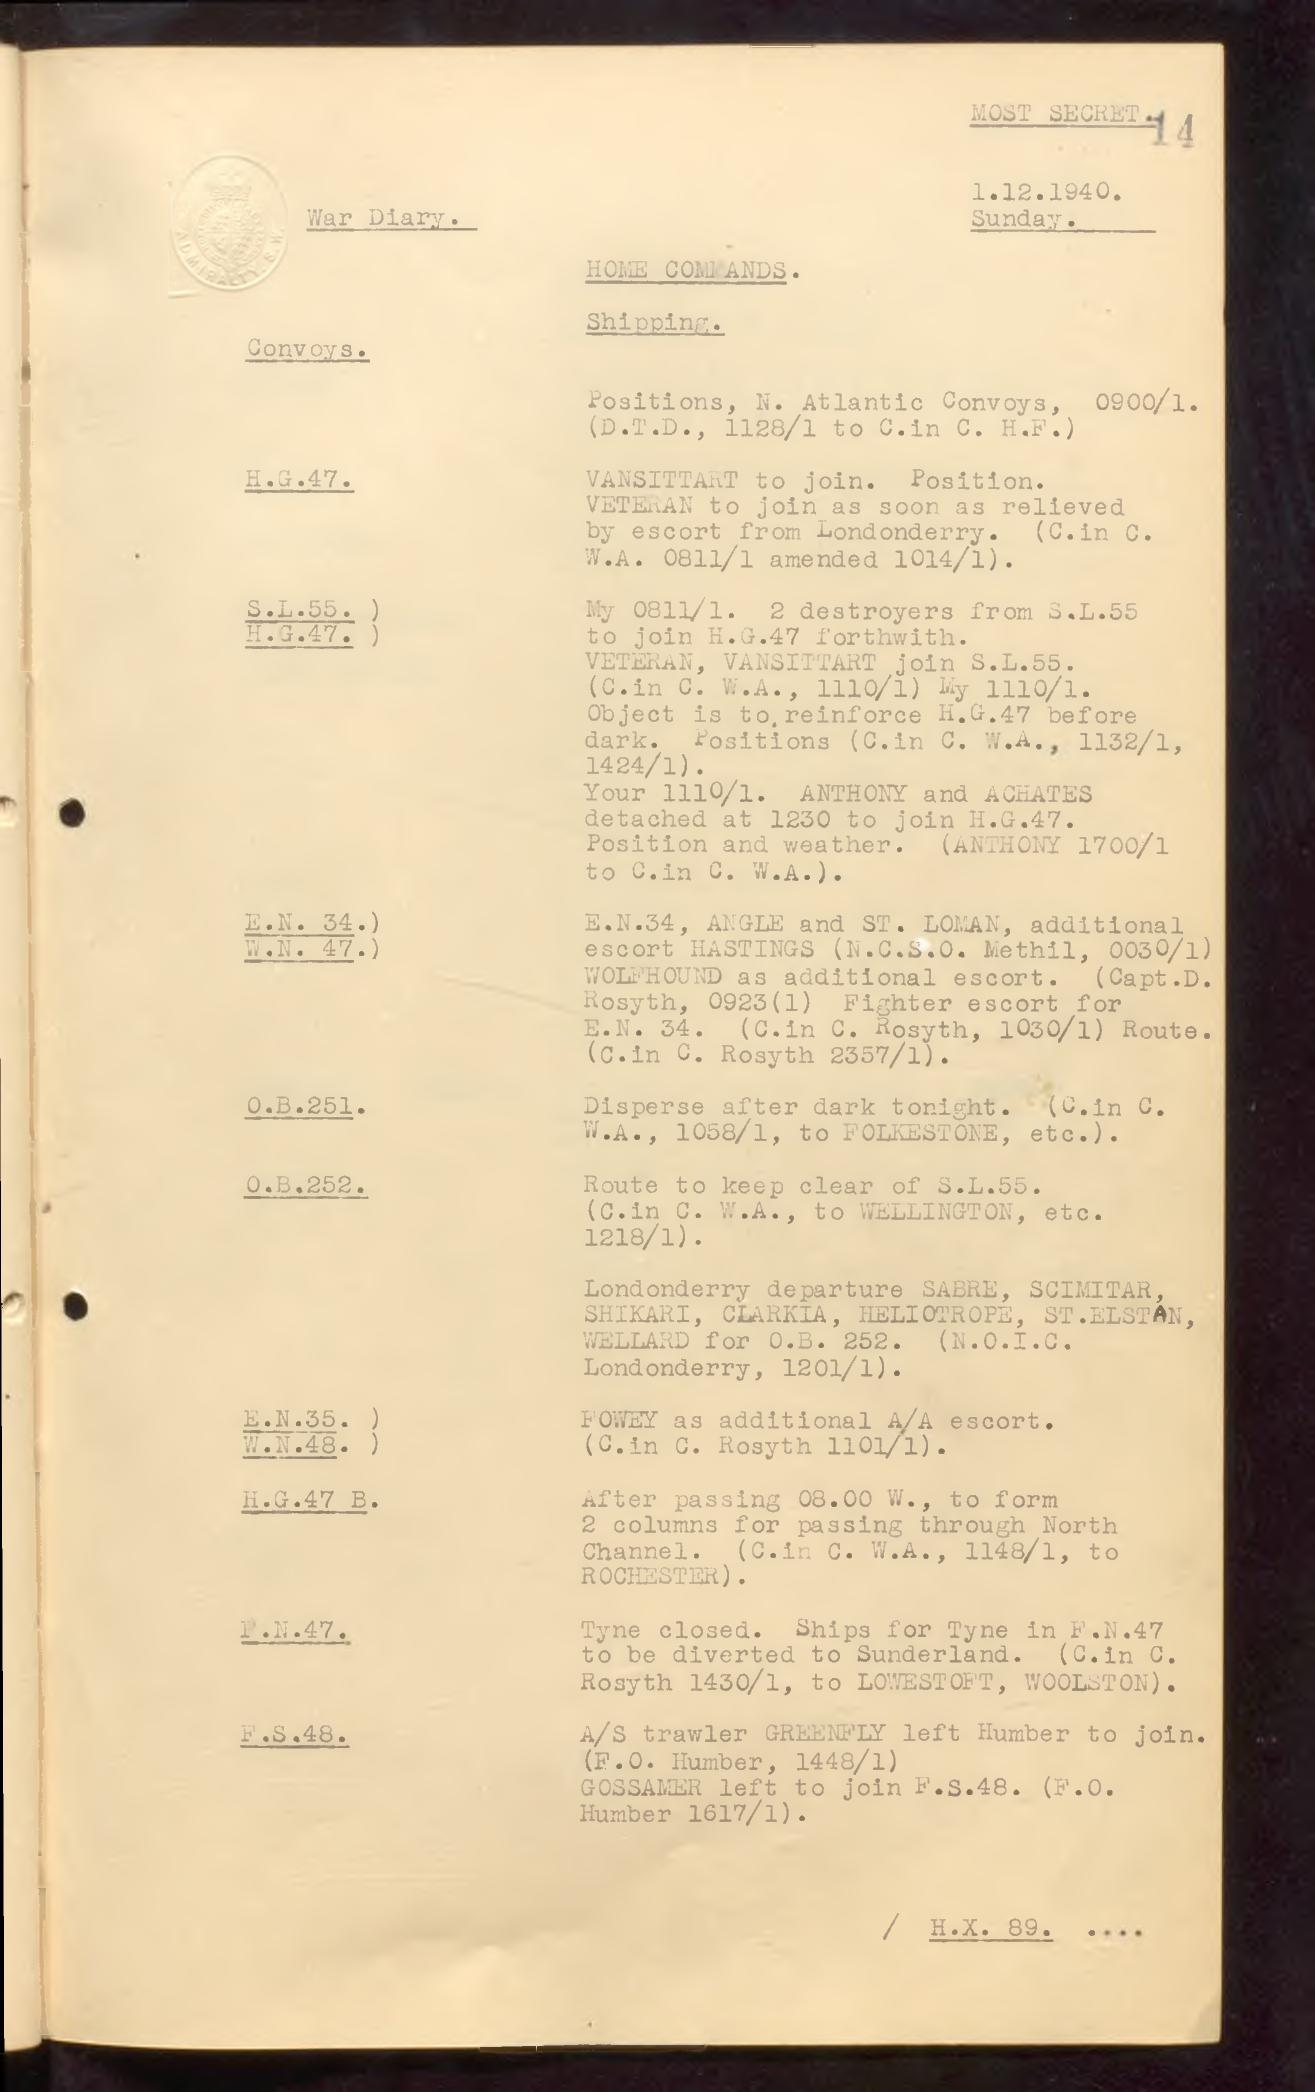 MOST SECRET.
14
1.12.1940.
Sunday.
War Diary.
ADMIRALTY. S.W.
HOME COMMANDS.
Shipping.
Convoys.
Positions, N. Atlantic Convoys, 0900/1.
(D.T.D., 1128/1 to C.in C. H.F.)
H.G.47. VANSITTART to join. Position.
VETERAN to join as soon as relieved
by escort from Londonderry. (C.in C.
W.A. 0811/1 amended 1014/1).
S.L.55. ) My 0811/1. 2 destroyers from S.L.55
H.G.47. ) to join H.G.47 forthwith.
VETERAN, VANSITTART join S.L.55.
(C.in C. W.A., 1110/1) My 1110/1.
Object is to reinforce H.G.47 before
dark. Positions (C.in C. W.A., 1132/1,
1424/1).
Your 1110/1. ANTHONY and ACHATES
detached at 1230 to join H.G.47.
Position and weather. (ANTHONY 1700/1
to C.in C. W.A.).
E.N. 34.) E.N.34, ANGLE and ST. LOMAN, additional
W.N. 47.) escort HASTINGS (N.C.S.O. Methil, 0030/1)
WOLFHOUND as additional escort. (Capt.D.
Rosyth, 0923(1) Fighter escort for
E.N. 34. (C.in C. Rosyth, 1030/1) Route.
(C.in C. Rosyth 2357/1).
O.B.251. Disperse after dark tonight. (C.in C.
W.A., 1058/1, to FOLKESTONE, etc.).
O.B.252. Route to keep clear of S.L.55.
(C.in C. W.A., to WELLINGTON, etc.
1218/1).
Londonderry departure SABRE, SCIMITAR,
SHIKARI, CLARKIA, HELIOTROPE, ST.ELSTAN,
WELLARD for O.B. 252. (N.O.I.C.
Londonderry, 1201/1).
E.N.35. ) FOWEY as additional A/A escort.
W.N.48. ) (C.in C. Rosyth 1101/1).
H.G.47 B. After passing 08.00 W., to form
2 columns for passing through North
Channel. (C.in C. W.A., 1148/1, to
ROCHESTER).
F.N.47. Tyne closed. Ships for Tyne in F.N.47
to be diverted to Sunderland. (C.in C.
Rosyth 1430/1, to LOWESTOFT, WOOLSTON).
F.S.48. A/S trawler GREENFLY left Humber to join.
(F.O. Humber, 1448/1)
GOSSAMER left to join F.S.48. (F.O.
Humber 1617/1).
/ H.X. 89. ....